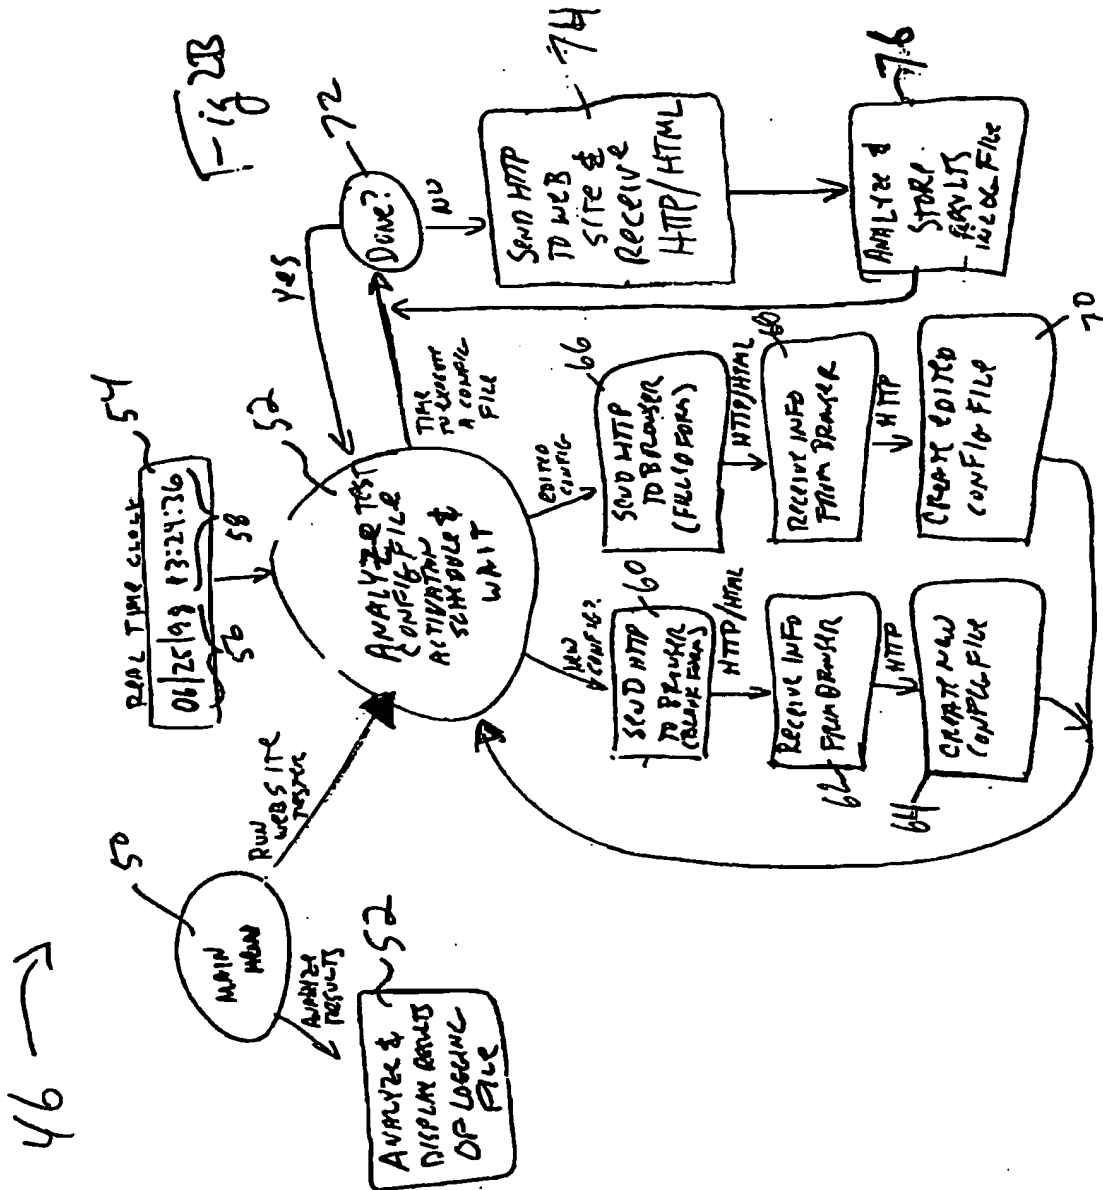 46
Fig 2B
REAL TIME CLOCK
54
06/25/99 13:24:36
56
58
50
MAIN
MENU
RUN
WEBSITE
TESTER
ANALYZE
RESULTS
52
ANALYZE &
DISPLAY RESULTS
OF LOGGING
FILE
52
ANALYZE TEST
CONFIG FILE
ACTIVATION
SCHEDULE &
WAIT
YES
72
DONE?
NO
TIME
TO EXECUTE
A CONFIG
FILE
74
SEND HTTP
TO WEB
SITE &
RECEIVE
HTTP/HTML
76
ANALYZE &
STORE
RESULTS
IN LOG FILE
NEW
CONFIG?
60
SEND HTTP
TO BROWSER
(BLANK FORM)
HTTP/HTML
RECEIVE INFO
FROM BROWSER
62
HTTP
CREATE NEW
CONFIG FILE
64
EDITED
CONFIG
66
SEND HTTP
TO BROWSER
(FILLED FORM)
HTTP/HTML
68
RECEIVE INFO
FROM BROWSER
HTTP
CREATE EDITED
CONFIG FILE
70